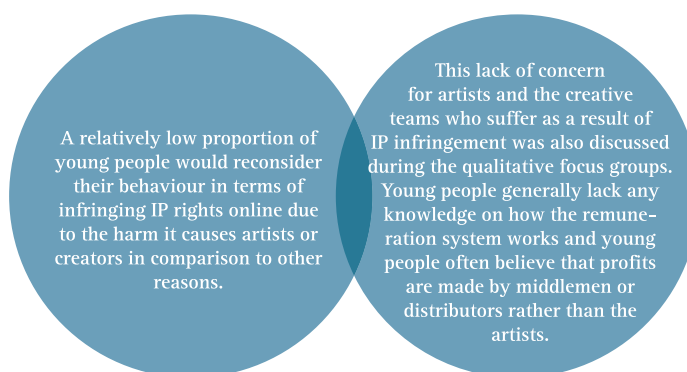 A relatively low proportion of
young people would reconsider
their behaviour in terms of
infringing IP rights online due
to the harm it causes artists or
creators in comparison to other
reasons.
This lack of concern
for artists and the creative
teams who suffer as a result of
IP infringement was also discussed
during the qualitative focus groups.
Young people generally lack any
knowledge on how the remune-
ration system works and young
people often believe that profits
are made by middlemen or
distributors rather than the
artists.